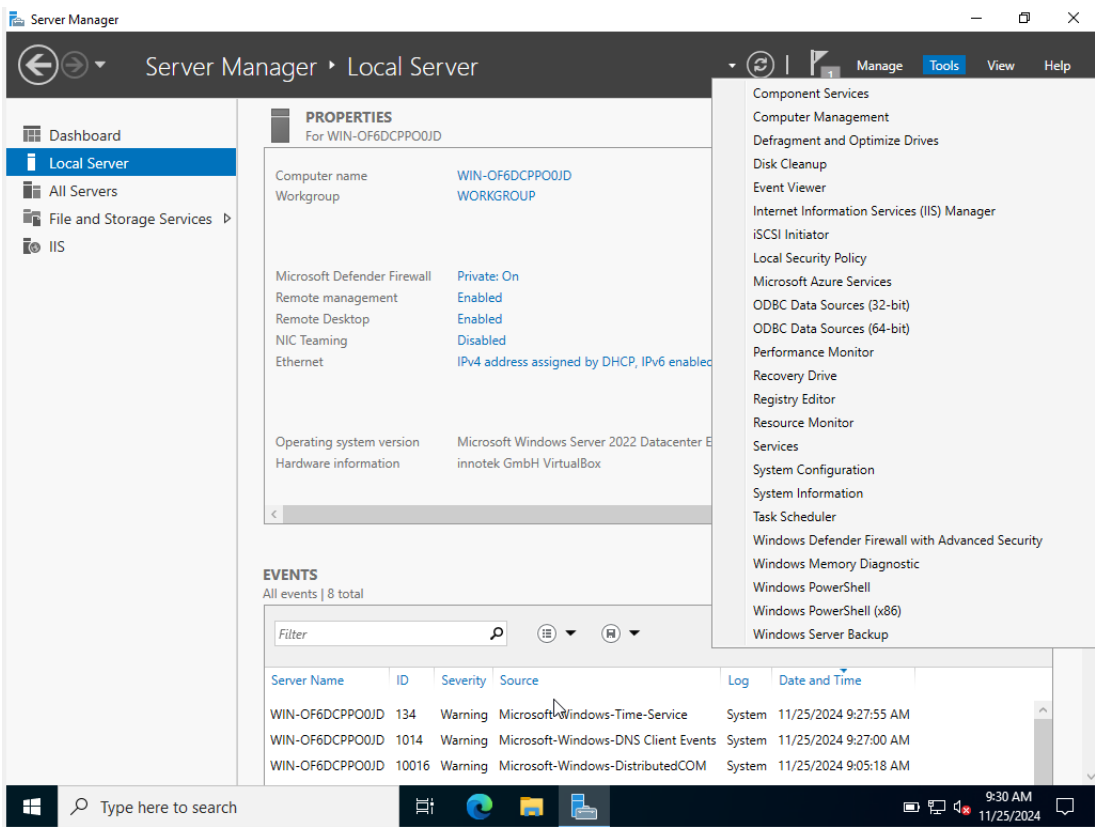 Server Manager
Server Manager • Local Server
1
Manage Tools View Help
Dashboard
Local Server
All Servers
File and Storage Services
IIS
PROPERTIES
For WIN-OF6DCPPO0JD
Computer name WIN-OF6DCPPO0JD
Workgroup WORKGROUP
Microsoft Defender Firewall Private: On
Remote management Enabled
Remote Desktop Enabled
NIC Teaming Disabled
Ethernet IPv4 address assigned by DHCP, IPv6 enabled
Operating system version Microsoft Windows Server 2022 Datacenter E
Hardware information innotek GmbH VirtualBox
Component Services
Computer Management
Defragment and Optimize Drives
Disk Cleanup
Event Viewer
Internet Information Services (IIS) Manager
iSCSI Initiator
Local Security Policy
Microsoft Azure Services
ODBC Data Sources (32-bit)
ODBC Data Sources (64-bit)
Performance Monitor
Recovery Drive
Registry Editor
Resource Monitor
Services
System Configuration
System Information
Task Scheduler
Windows Defender Firewall with Advanced Security
Windows Memory Diagnostic
Windows PowerShell
Windows PowerShell (x86)
Windows Server Backup
EVENTS
All events | 8 total
Filter
Server Name ID Severity Source Log Date and Time
WIN-OF6DCPPO0JD 134 Warning Microsoft-Windows-Time-Service System 11/25/2024 9:27:55 AM
WIN-OF6DCPPO0JD 1014 Warning Microsoft-Windows-DNS Client Events System 11/25/2024 9:27:00 AM
WIN-OF6DCPPO0JD 10016 Warning Microsoft-Windows-DistributedCOM System 11/25/2024 9:05:18 AM
Type here to search
9:30 AM
11/25/2024